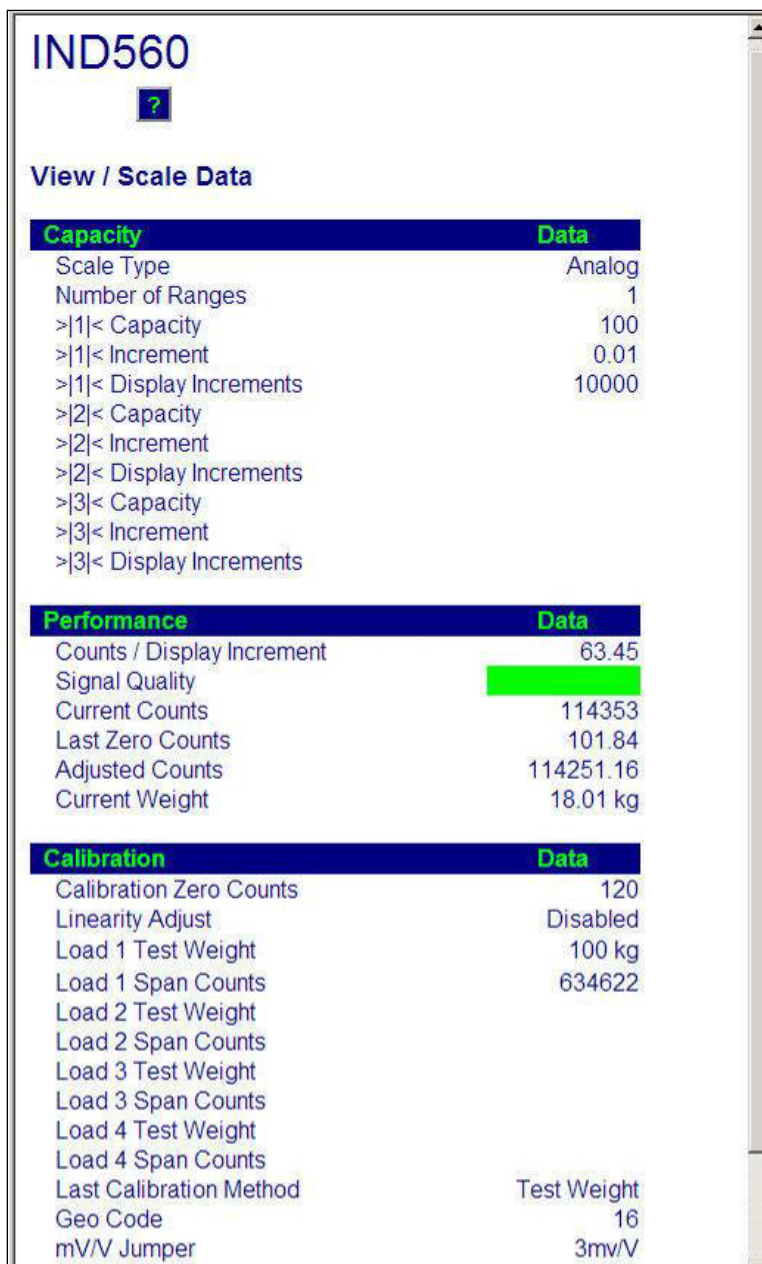 IND560
?
View / Scale Data
Capacity Data
Scale Type Analog
Number of Ranges 1
>|1|< Capacity 100
>|1|< Increment 0.01
>|1|< Display Increments 10000
>|2|< Capacity
>|2|< Increment
>|2|< Display Increments
>|3|< Capacity
>|3|< Increment
>|3|< Display Increments
Performance Data
Counts / Display Increment 63.45
Signal Quality
Current Counts 114353
Last Zero Counts 101.84
Adjusted Counts 114251.16
Current Weight 18.01 kg
Calibration Data
Calibration Zero Counts 120
Linearity Adjust Disabled
Load 1 Test Weight 100 kg
Load 1 Span Counts 634622
Load 2 Test Weight
Load 2 Span Counts
Load 3 Test Weight
Load 3 Span Counts
Load 4 Test Weight
Load 4 Span Counts
Last Calibration Method Test Weight
Geo Code 16
mV/V Jumper 3mv/V